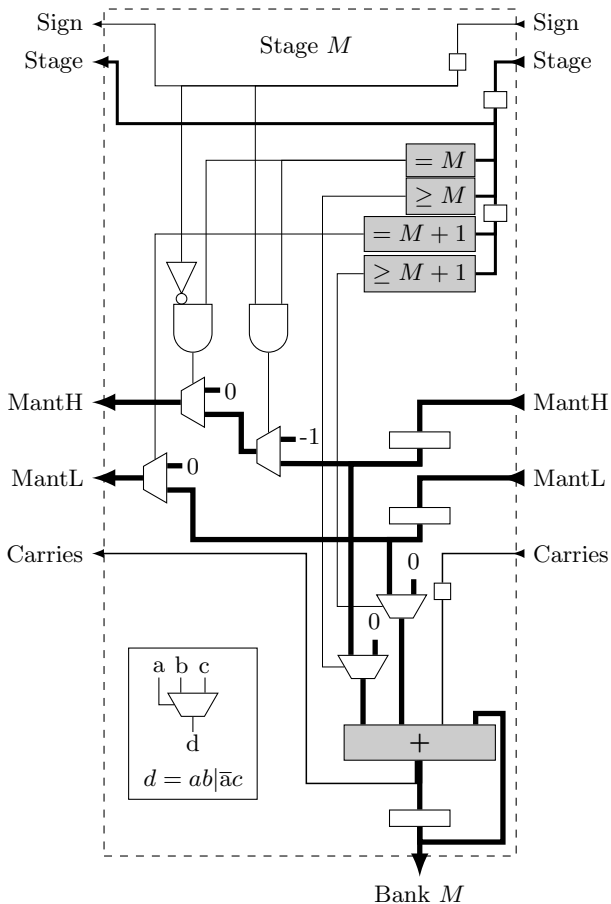 Sign
Stage M
Sign
Stage
Stage
= M
≥ M
= M + 1
≥ M + 1
MantH
0
MantH
-1
MantL
0
MantL
Carries
0
Carries
0
a b c
d
d = ab|āc
+
Bank M